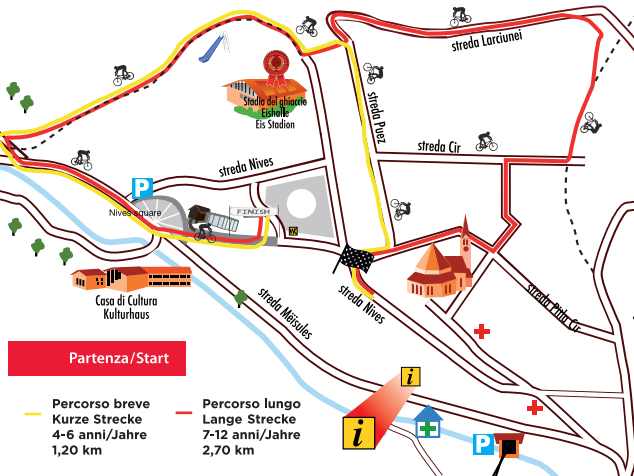 streda Larciunei
Stadio del ghiaccio
Eishalle
Eis Stadion
streda Puez
streda Cir
streda Nives
P
Nives square
FINISH
Casa di Cultura
Kulturhaus
streda Mëisules
streda Nives
streda Pitla Cir
Partenza/Start
i
i
P
Percorso breve
Kurze Strecke
4-6 anni/Jahre
1,20 km
Percorso lungo
Lange Strecke
7-12 anni/Jahre
2,70 km